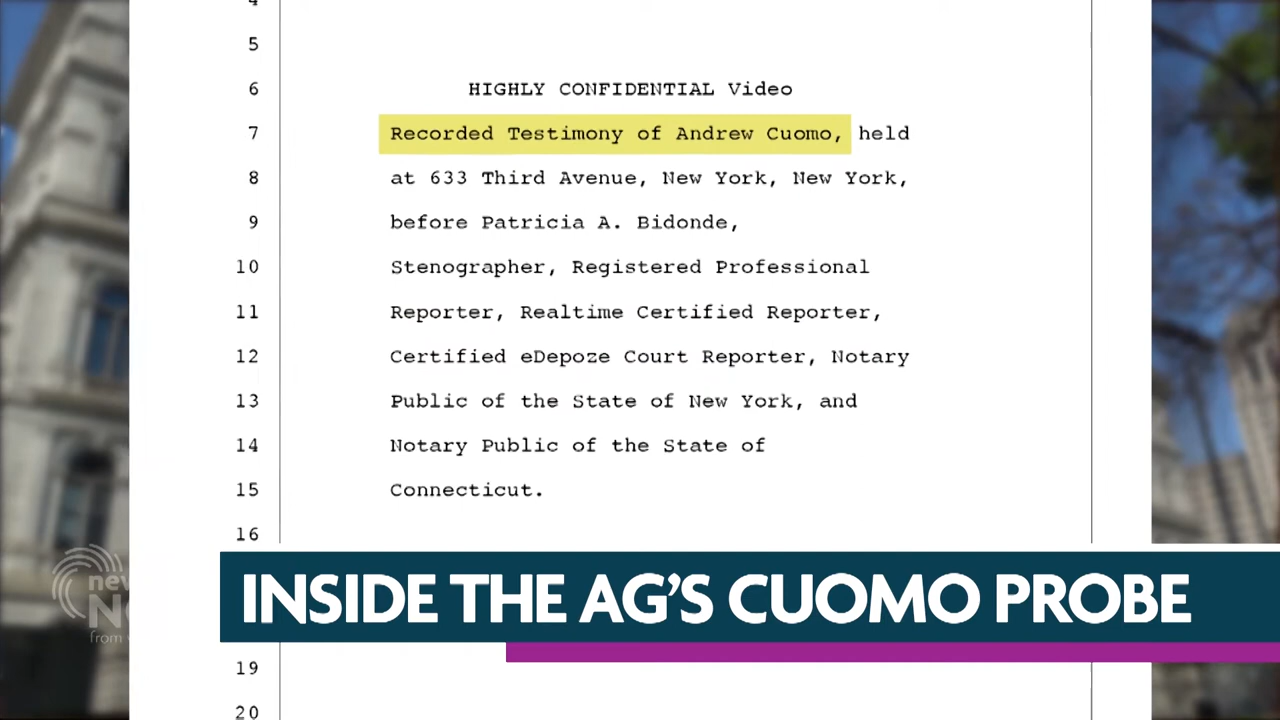 4
5
6 HIGHLY CONFIDENTIAL Video
7 Recorded Testimony of Andrew Cuomo, held
8 at 633 Third Avenue, New York, New York,
9 before Patricia A. Bidonde,
10 Stenographer, Registered Professional
11 Reporter, Realtime Certified Reporter,
12 Certified eDepoze Court Reporter, Notary
13 Public of the State of New York, and
14 Notary Public of the State of
15 Connecticut.
16
INSIDE THE AG'S CUOMO PROBE
from
19
20